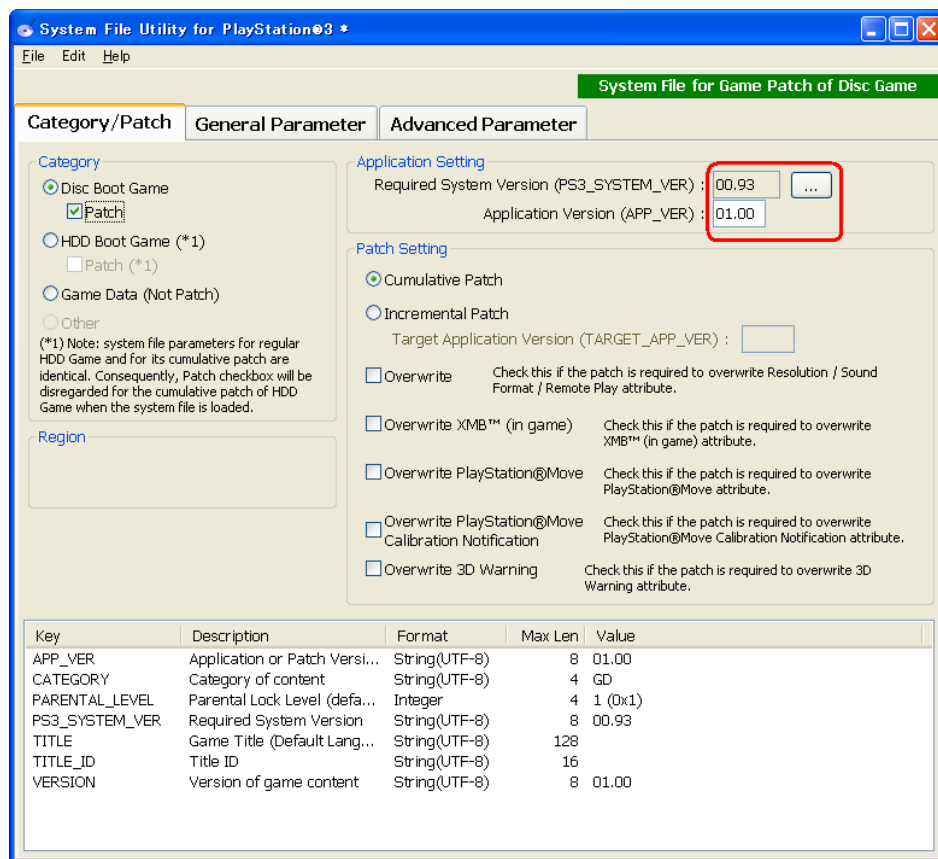 System File Utility for PlayStation®3 *
File Edit Help
System File for Game Patch of Disc Game
Category/Patch General Parameter Advanced Parameter
Category
Disc Boot Game
Patch
HDD Boot Game (*1)
Patch (*1)
Game Data (Not Patch)
Other
(*1) Note: system file parameters for regular
HDD Game and for its cumulative patch are
identical. Consequently, Patch checkbox will be
disregarded for the cumulative patch of HDD
Game when the system file is loaded.
Region
Application Setting
Required System Version (PS3_SYSTEM_VER) : 00.93 ...
Application Version (APP_VER) : 01.00
Patch Setting
Cumulative Patch
Incremental Patch
Target Application Version (TARGET_APP_VER) :
Overwrite
Check this if the patch is required to overwrite Resolution / Sound
Format / Remote Play attribute.
Overwrite XMB™ (in game)
Check this if the patch is required to overwrite
XMB™ (in game) attribute.
Overwrite PlayStation®Move
Check this if the patch is required to overwrite
PlayStation®Move attribute.
Overwrite PlayStation®Move
Calibration Notification
Check this if the patch is required to overwrite
PlayStation®Move Calibration Notification attribute.
Overwrite 3D Warning
Check this if the patch is required to overwrite 3D
Warning attribute.
Key Description Format Max Len Value
APP_VER Application or Patch Versi... String(UTF-8) 8 01.00
CATEGORY Category of content String(UTF-8) 4 GD
PARENTAL_LEVEL Parental Lock Level (defa... Integer 4 1 (0x1)
PS3_SYSTEM_VER Required System Version String(UTF-8) 8 00.93
TITLE Game Title (Default Lang... String(UTF-8) 128
TITLE_ID Title ID String(UTF-8) 16
VERSION Version of game content String(UTF-8) 8 01.00